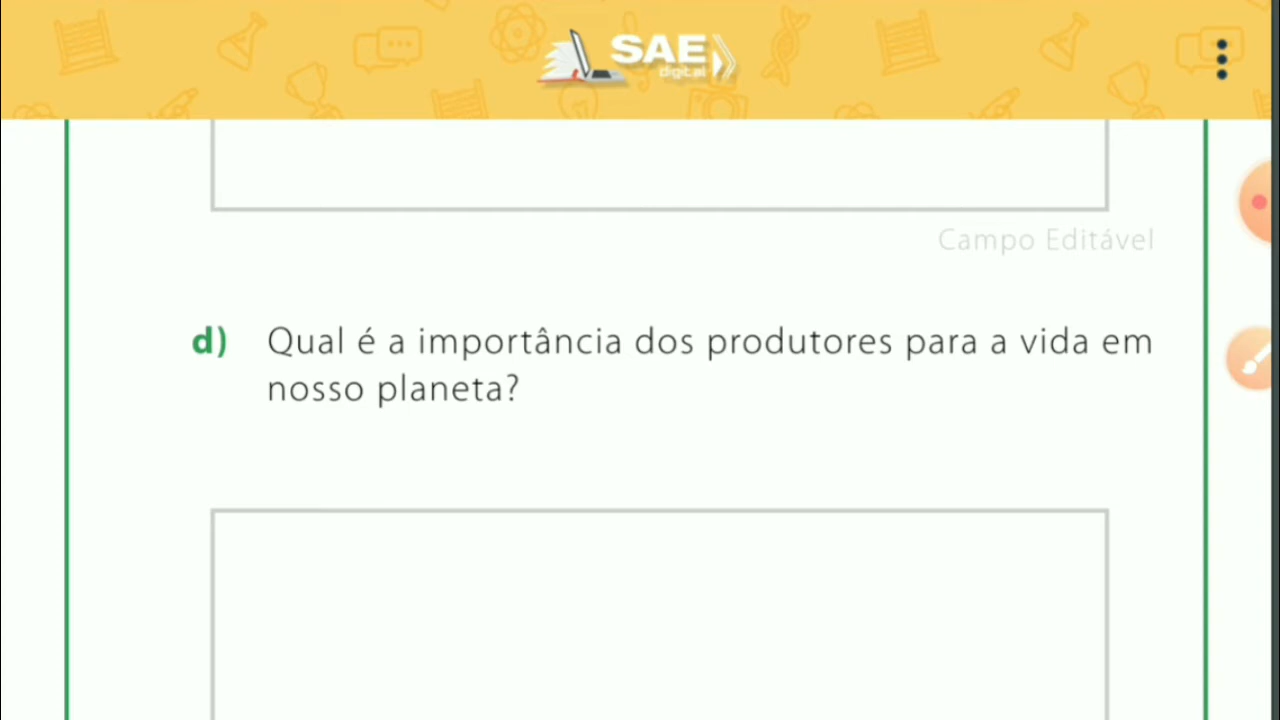 SAE
digital
Campo Editável
d) Qual é a importância dos produtores para a vida em
nosso planeta?